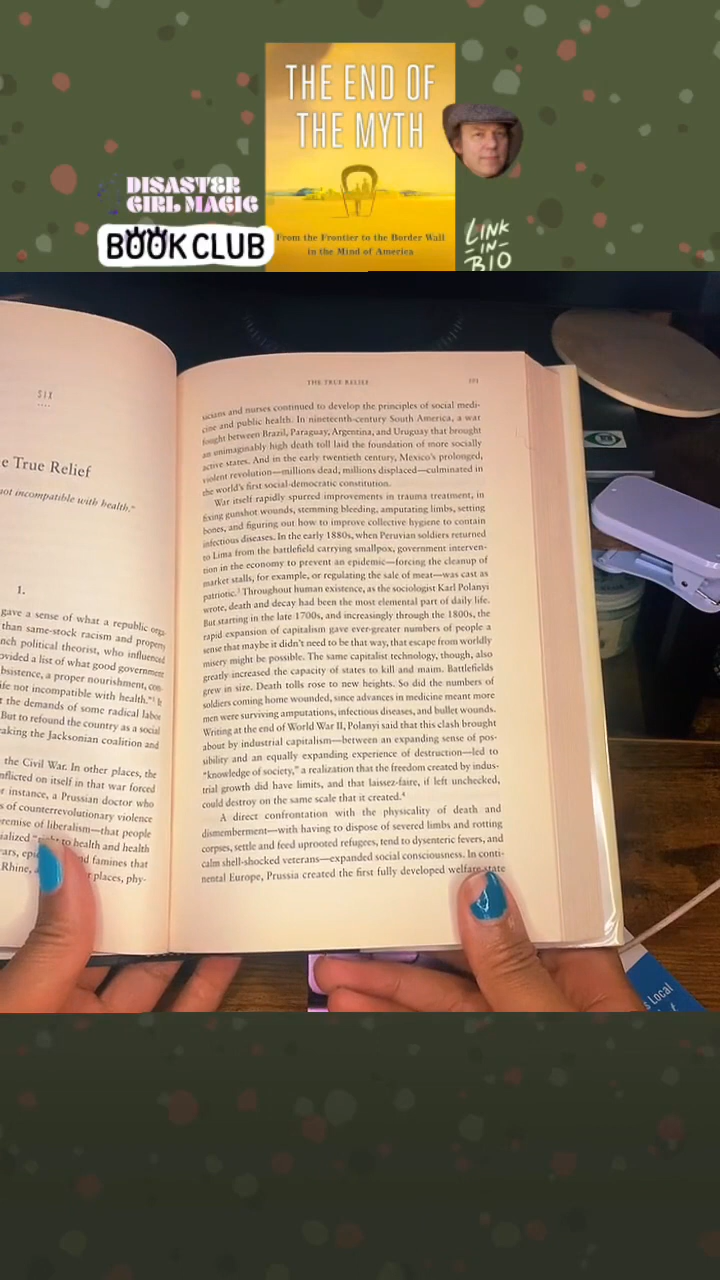 THE END OF
THE MYTH
From the Frontier to the Border Wall
in the Mind of America
DISASTER
GIRL MAGIC
BOOK CLUB
LINK
-IN-
BIO
SIX
e True Relief
not incompatible with health."
1.
gave a sense of what a republic
than same-stock racism and
nch political theorist, who influenced
ovided a list of what good government
bsistence, a proper nourishment, con-
ife not incompatible with health."
t the demands of some radical labor
But to refound the country as a social
aking the Jacksonian coalition and
the Civil War. In other places, the
nflicted on itself in that war forced
r instance, a Prussian doctor who
s of counterrevolutionary violence
remise of liberalism—that people
ialized to health and health
ars, d famines that
Rhine, r places, phy-
THE TRUE RELIEF
101
sicians and nurses continued to develop the principles of social medi-
cine and public health. In nineteenth-century South America, a war
fought between Brazil, Paraguay, Argentina, and Uruguay that brought
an unimaginably high death toll laid the foundation of more socially
active states. And in the early twentieth century, Mexico's prolonged,
violent revolution—millions dead, millions displaced—culminated in
the world's first social-democratic constitution.
War itself rapidly spurred improvements in trauma treatment, in
fixing gunshot wounds, stemming bleeding, amputating limbs, setting
bones, and figuring out how to improve collective hygiene to contain
infectious diseases. In the early 1880s, when Peruvian soldiers returned
to Lima from the battlefield carrying smallpox, government interven-
tion in the economy to prevent an epidemic—forcing the cleanup of
market stalls, for example, or regulating the sale of meat—was cast as
patriotic.³ Throughout human existence, as the sociologist Karl Polanyi
wrote, death and decay had been the most elemental part of daily life.
But starting in the late 1700s, and increasingly through the 1800s, the
rapid expansion of capitalism gave ever-greater numbers of people a
sense that maybe it didn't need to be that way, that escape from worldly
misery might be possible. The same capitalist technology, though, also
greatly increased the capacity of states to kill and maim. Battlefields
grew in size. Death tolls rose to new heights. So did the numbers of
soldiers coming home wounded, since advances in medicine meant more
men were surviving amputations, infectious diseases, and bullet wounds.
Writing at the end of World War II, Polanyi said that this clash brought
about by industrial capitalism—between an expanding sense of pos-
sibility and an equally expanding experience of destruction—led to
"knowledge of society," a realization that the freedom created by indus-
trial growth did have limits, and that laissez-faire, if left unchecked,
could destroy on the same scale that it created.⁴
A direct confrontation with the physicality of death and
dismemberment—with having to dispose of severed limbs and rotting
corpses, settle and feed uprooted refugees, tend to dysenteric fevers, and
calm shell-shocked veterans—expanded social consciousness. In conti-
nental Europe, Prussia created the first fully developed welfare state
s Local